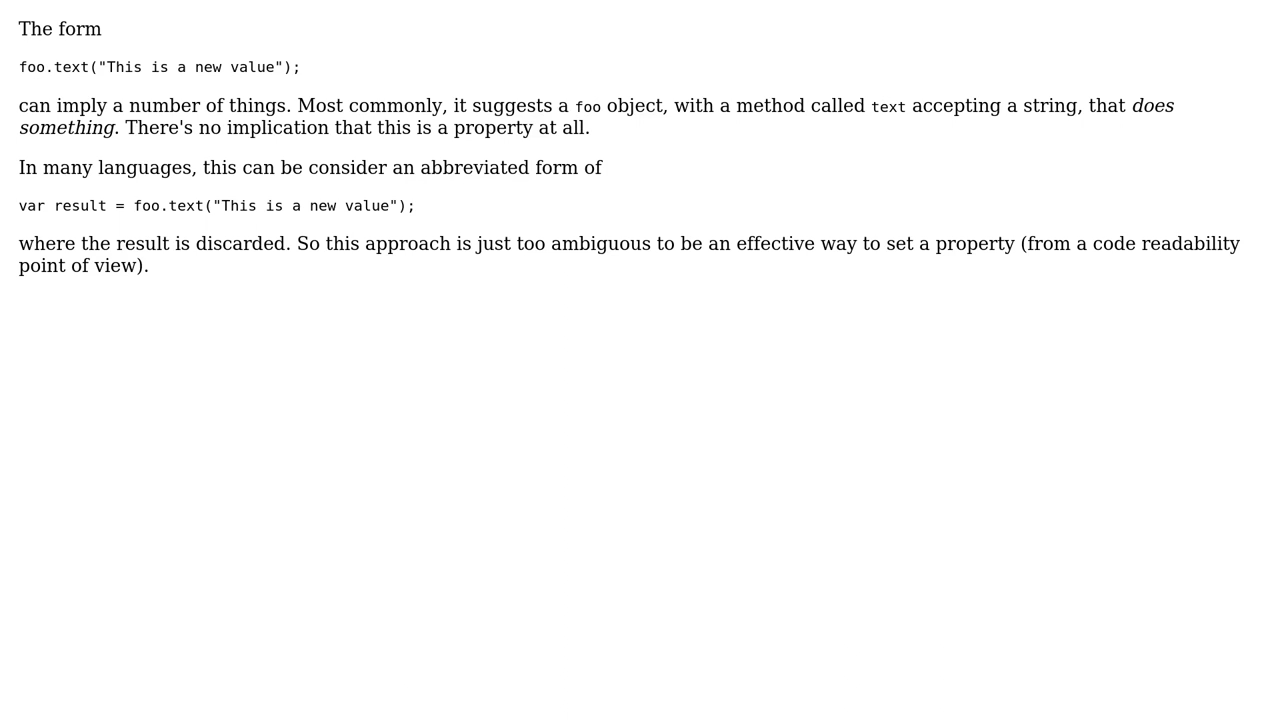 The form
foo.text("This is a new value");
can imply a number of things. Most commonly, it suggests a foo object, with a method called text accepting a string, that does
something. There's no implication that this is a property at all.
In many languages, this can be consider an abbreviated form of
var result = foo.text("This is a new value");
where the result is discarded. So this approach is just too ambiguous to be an effective way to set a property (from a code readability
point of view).